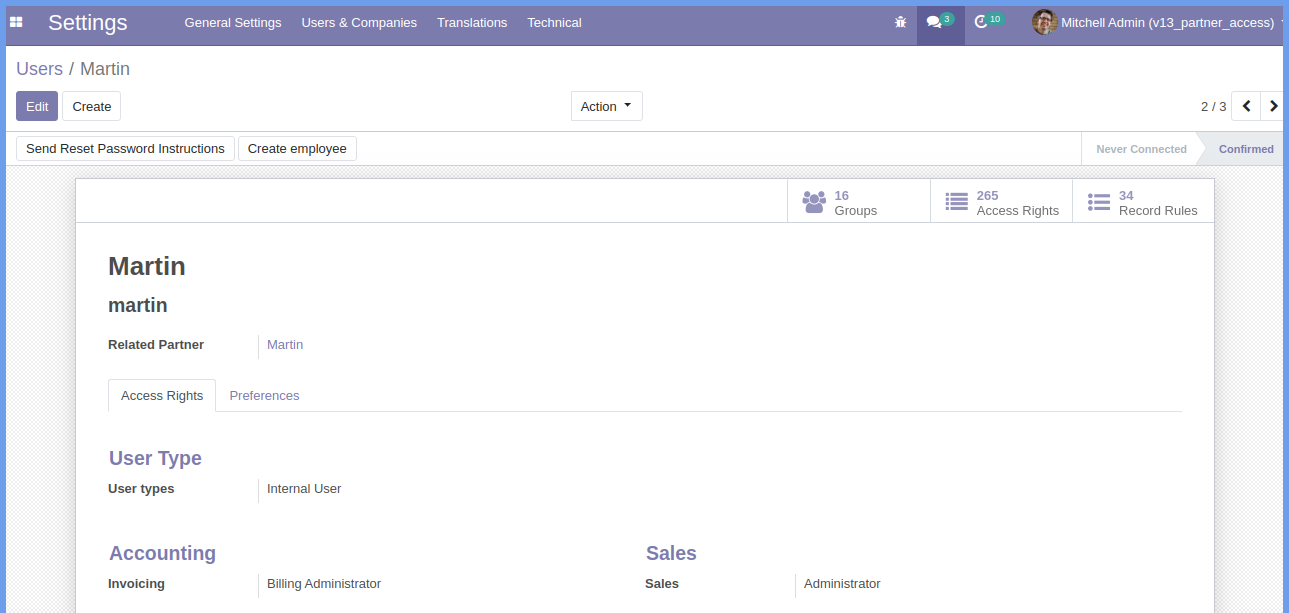 Settings General Settings Users & Companies Translations Technical 3 10 Mitchell Admin (v13_partner_access)
Users / Martin
Edit Create Action 2 / 3
Send Reset Password Instructions Create employee Never Connected Confirmed
16 265 34
Groups Access Rights Record Rules
Martin
martin
Related Partner Martin
Access Rights Preferences
User Type
User types Internal User
Accounting Sales
Invoicing Billing Administrator Sales Administrator